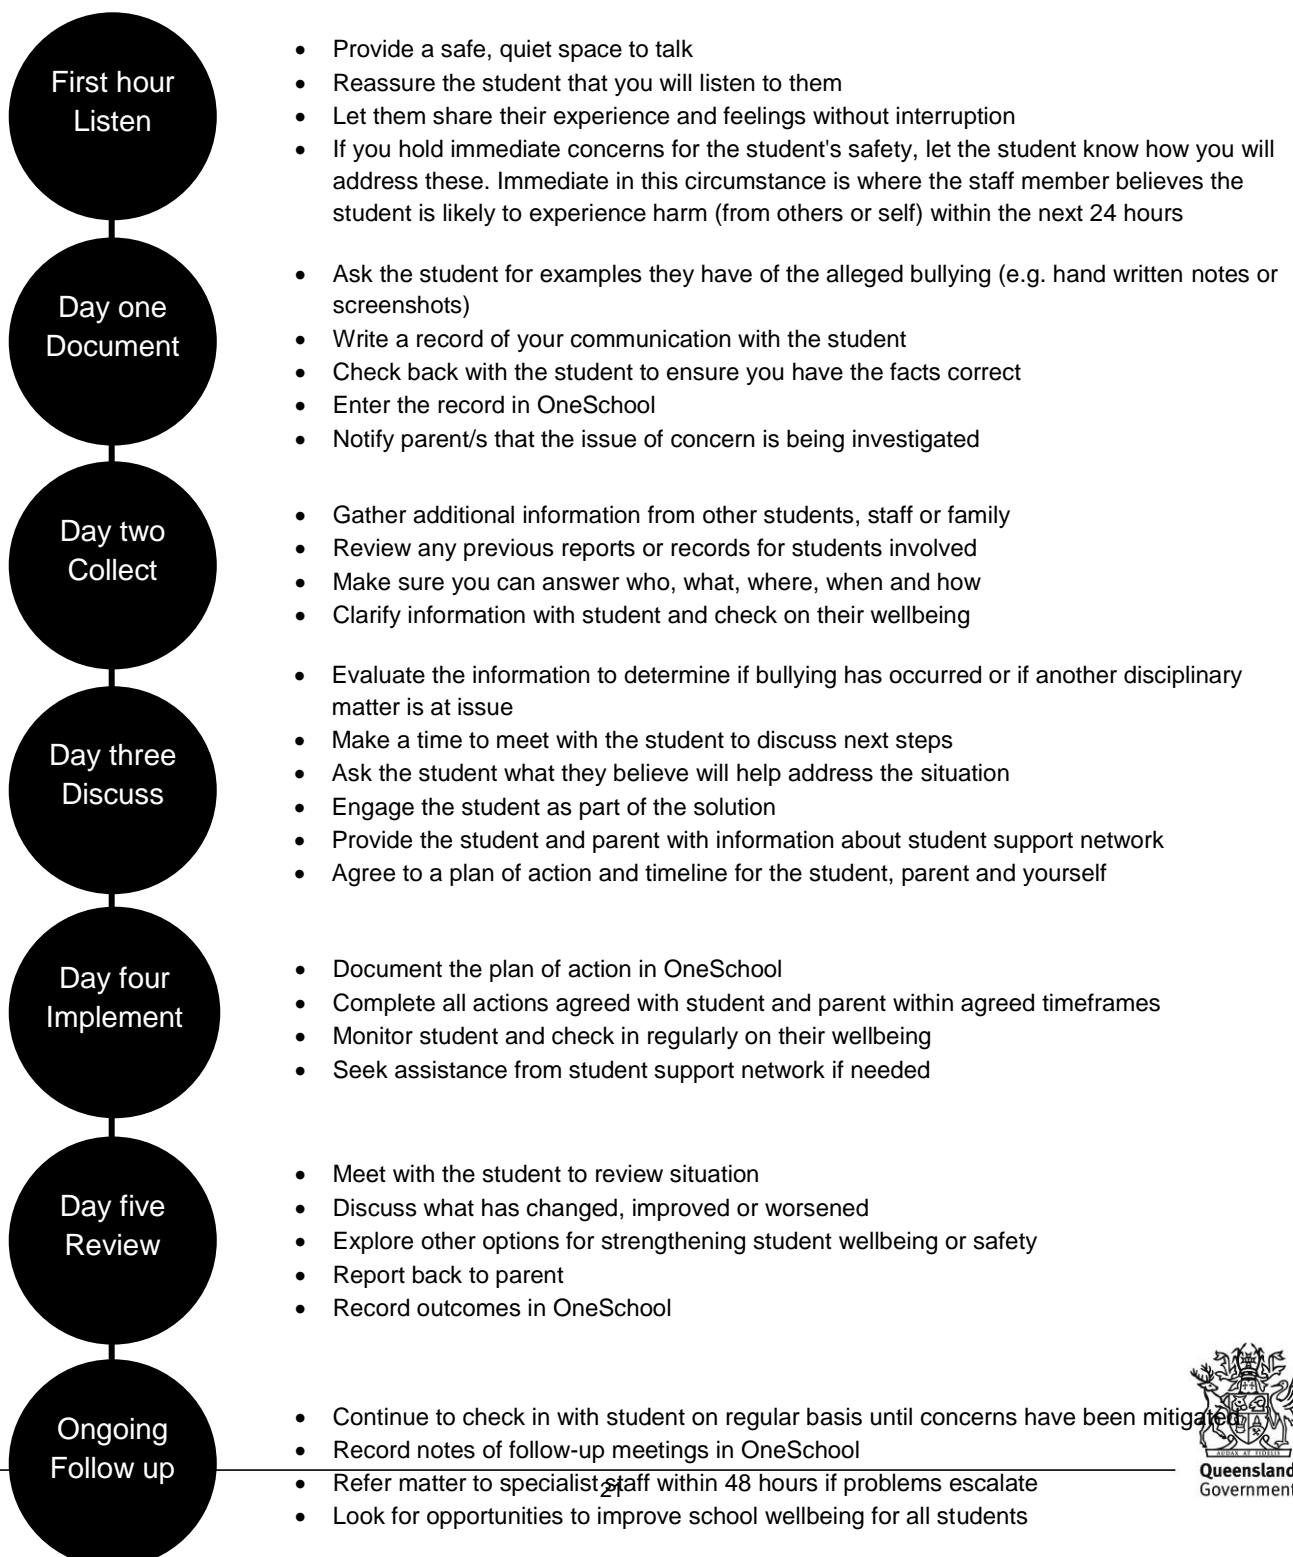 First hour
Listen
• Provide a safe, quiet space to talk
• Reassure the student that you will listen to them
• Let them share their experience and feelings without interruption
• If you hold immediate concerns for the student's safety, let the student know how you will
address these. Immediate in this circumstance is where the staff member believes the
student is likely to experience harm (from others or self) within the next 24 hours
Day one
Document
• Ask the student for examples they have of the alleged bullying (e.g. hand written notes or
screenshots)
• Write a record of your communication with the student
• Check back with the student to ensure you have the facts correct
• Enter the record in OneSchool
• Notify parent/s that the issue of concern is being investigated
Day two
Collect
• Gather additional information from other students, staff or family
• Review any previous reports or records for students involved
• Make sure you can answer who, what, where, when and how
• Clarify information with student and check on their wellbeing
Day three
Discuss
• Evaluate the information to determine if bullying has occurred or if another disciplinary
matter is at issue
• Make a time to meet with the student to discuss next steps
• Ask the student what they believe will help address the situation
• Engage the student as part of the solution
• Provide the student and parent with information about student support network
• Agree to a plan of action and timeline for the student, parent and yourself
Day four
Implement
• Document the plan of action in OneSchool
• Complete all actions agreed with student and parent within agreed timeframes
• Monitor student and check in regularly on their wellbeing
• Seek assistance from student support network if needed
Day five
Review
• Meet with the student to review situation
• Discuss what has changed, improved or worsened
• Explore other options for strengthening student wellbeing or safety
• Report back to parent
• Record outcomes in OneSchool
Ongoing
Follow up
• Continue to check in with student on regular basis until concerns have been mitigated
• Record notes of follow-up meetings in OneSchool
• Refer matter to specialist staff within 48 hours if problems escalate
• Look for opportunities to improve school wellbeing for all students
21
AUDAX AT FIDELIS
Queensland
Government